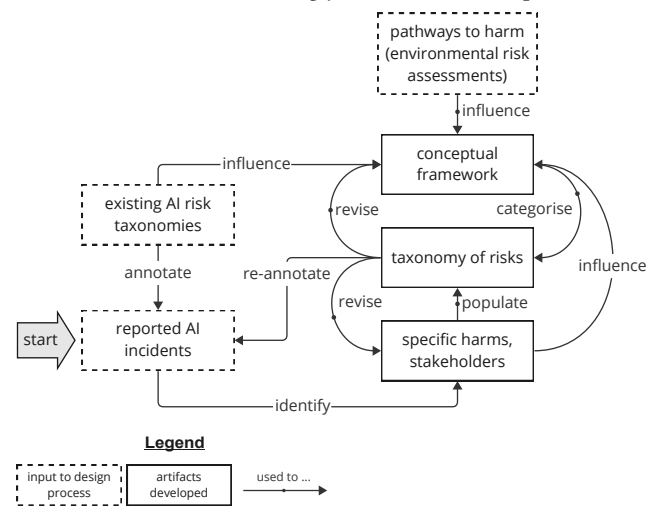 pathways to harm
(environmental risk
assessments)
influence
influence
conceptual
framework
existing AI risk
taxonomies
revise
categorise
annotate
re-annotate
taxonomy of risks
influence
revise
populate
start
reported AI
incidents
specific harms,
stakeholders
identify
Legend
input to design
process
artifacts
developed
used to ...